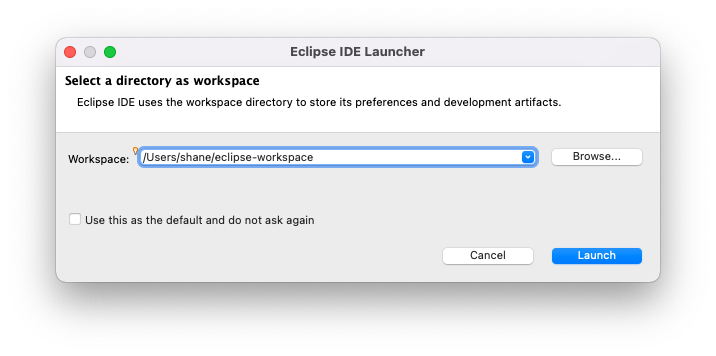 Eclipse IDE Launcher
Select a directory as workspace
Eclipse IDE uses the workspace directory to store its preferences and development artifacts.
Workspace: /Users/shane/eclipse-workspace Browse...
Use this as the default and do not ask again
Cancel Launch